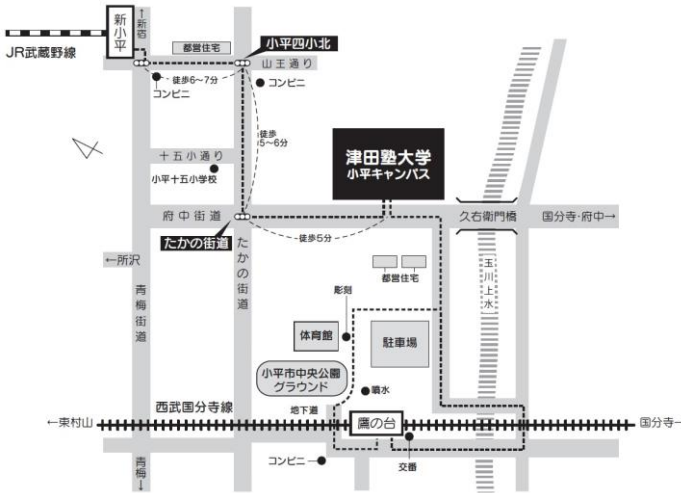 新小平
←新宿
JR武蔵野線
都営住宅
小平四小北
山王通り
徒歩6〜7分
コンビニ
コンビニ
徒歩
5〜6分
十五小通り
小平十五小学校
津田塾大学
小平キャンパス
府中街道
久右衛門橋
国分寺・府中→
たかの街道
徒歩5分
←所沢
たかの街道
青梅街道
都営住宅
玉川上水
彫刻
体育館
駐車場
小平市中央公園
グラウンド
噴水
西武国分寺線
地下道
←東村山
鷹の台
国分寺→
コンビニ
交番
青梅→